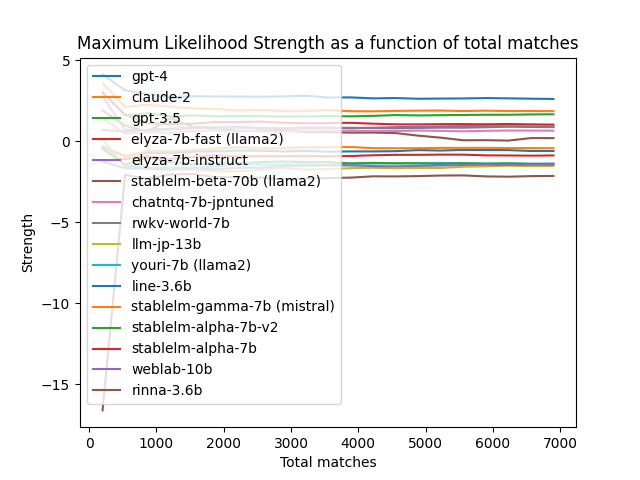 Maximum Likelihood Strength as a function of total matches
5
0
−5
−10
−15
Strength
gpt-4
claude-2
gpt-3.5
elyza-7b-fast (llama2)
elyza-7b-instruct
stablelm-beta-70b (llama2)
chatntq-7b-jpntuned
rwkv-world-7b
llm-jp-13b
youri-7b (llama2)
line-3.6b
stablelm-gamma-7b (mistral)
stablelm-alpha-7b-v2
stablelm-alpha-7b
weblab-10b
rinna-3.6b
0 1000 2000 3000 4000 5000 6000 7000
Total matches